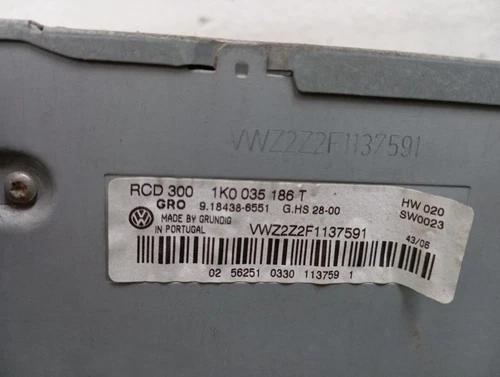 VWZ2Z2F1137591
RCD 300 1K0 035 186 T
GRO 9.18438-6551 G.HS 28-00
HW 020
SW0023
MADE BY GRUNDIG
IN PORTUGAL
VWZ2Z2F1137591
43/06
02 56251 0330 113759 1